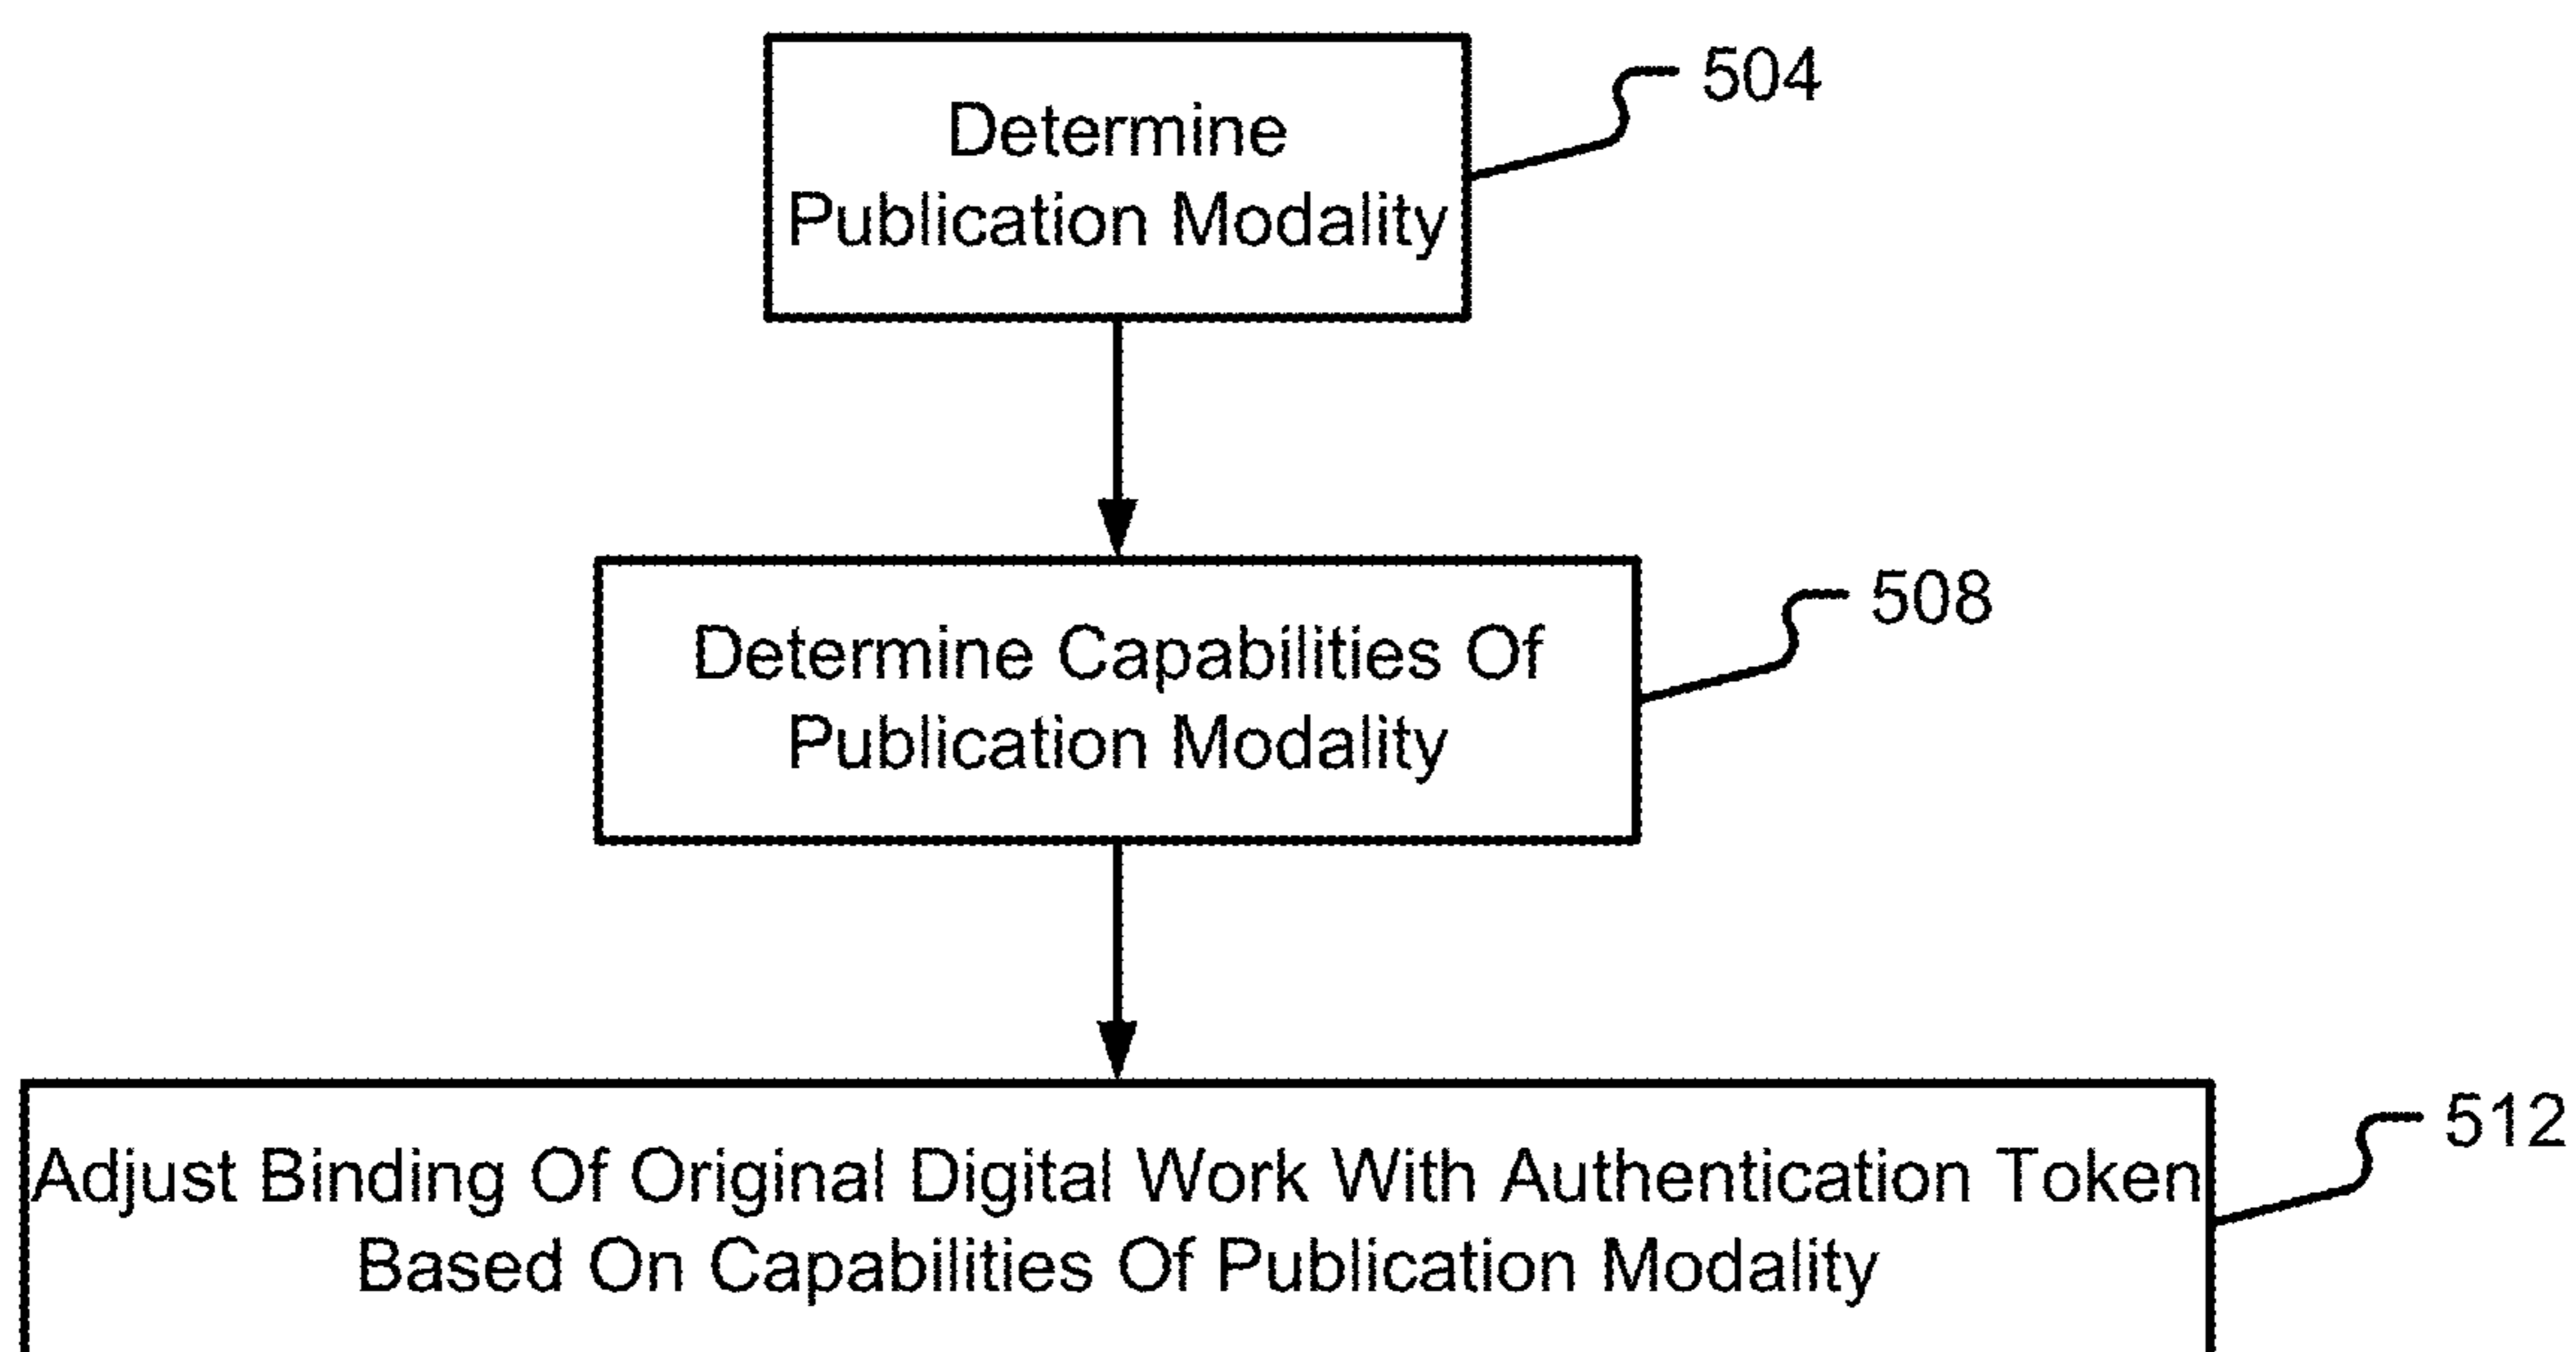 Determine
Publication Modality
504
Determine Capabilities Of
Publication Modality
508
Adjust Binding Of Original Digital Work With Authentication Token
Based On Capabilities Of Publication Modality
512